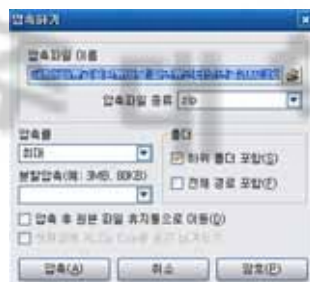 압축하기
압축파일 이름
압축파일 종류 zip
압축률
최대
분할압축(예: 3MB, 80KB)
폴더
하위 폴더 포함(S)
전체 경로 포함(F)
압축 후 원본 파일 휴지통으로 이동(D)
압축(A)
취소
암호(P)